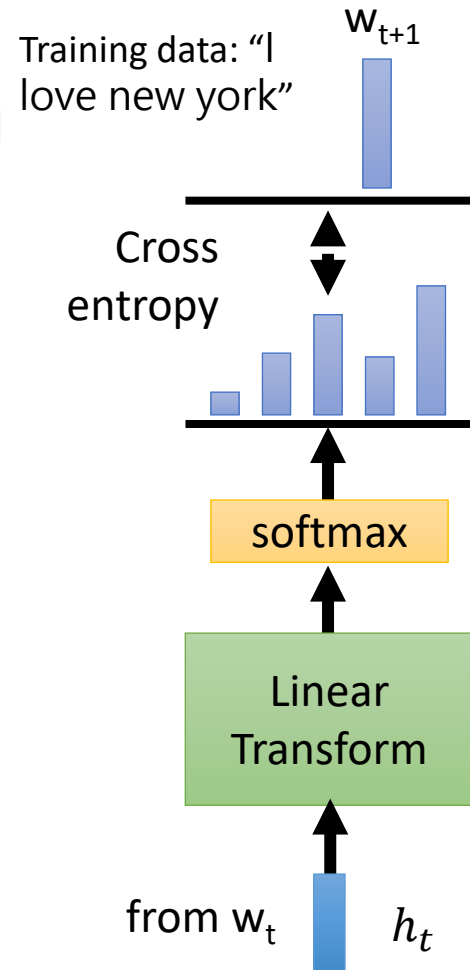 w_{t+1}
Training data: “I
love new york”
Cross
entropy
softmax
Linear
Transform
from w_t
h_t